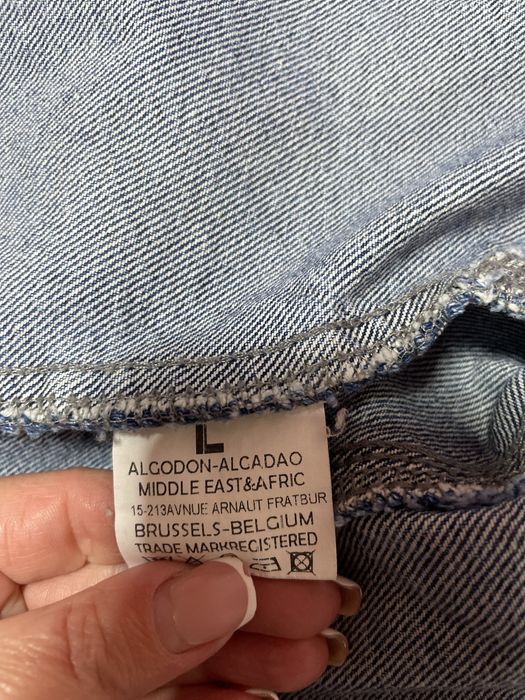 L
ALGODON-ALCADAO
MIDDLE EAST&AFRIC
15-213AVNUE ARNAUT FRATBUR
BRUSSELS-BELGIUM
TRADE MARKRECISTERED